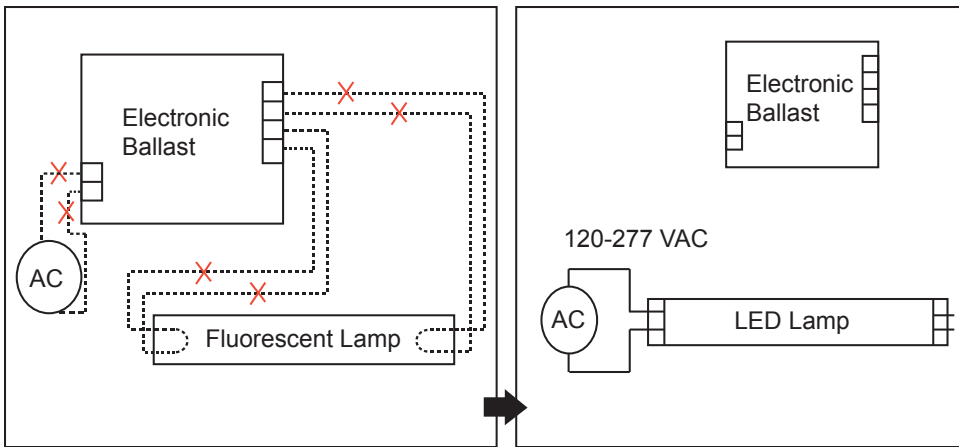 Electronic
Ballast
AC
Fluorescent Lamp
Electronic
Ballast
120-277 VAC
AC
LED Lamp